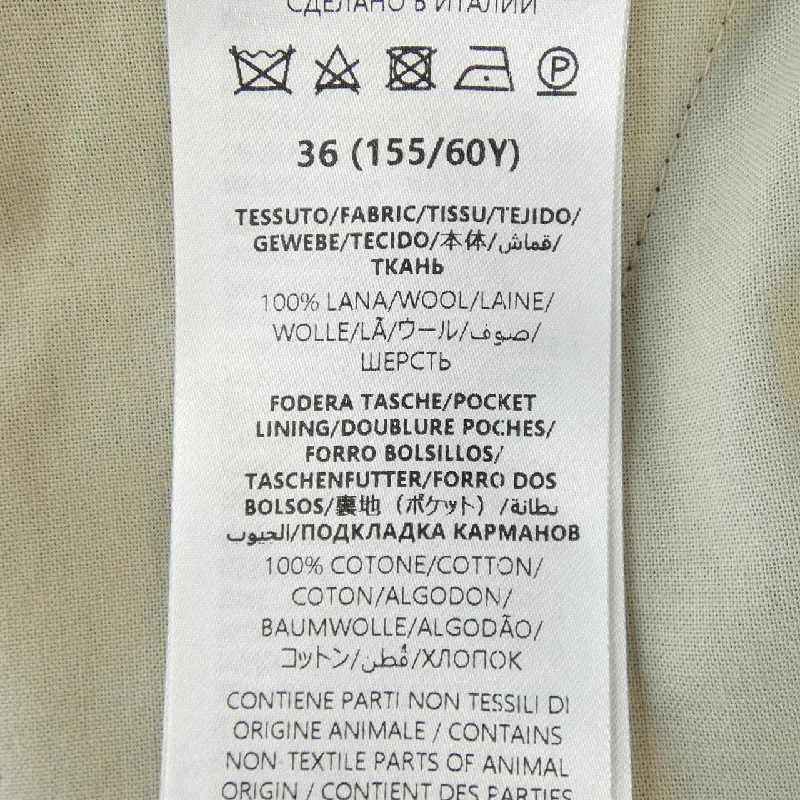 СДЕЛАНО В ИТАЛИИ
P
36 (155/60Y)
TESSUTO/FABRIC/TISSU/TEJIDO/
GEWEBE/TECIDO/本体/قماش/
ТКАНЬ
100% LANA/WOOL/LAINE/
WOLLE/LÃ/ウール/صوف/
ШЕРСТЬ
FODERA TASCHE/POCKET
LINING/DOUBLURE POCHES/
FORRO BOLSILLOS/
TASCHENFUTTER/FORRO DOS
BOLSOS/裏地（ポケット）/بطانة
الجيوب/ПОДКЛАДКА КАРМАНОВ
100% COTONE/COTTON/
COTON/ALGODON/
BAUMWOLLE/ALGODÃO/
コットン/قُطن/ХЛОПОК
CONTIENE PARTI NON TESSILI DI
ORIGINE ANIMALE / CONTAINS
NON-TEXTILE PARTS OF ANIMAL
ORIGIN / CONTIENT DES PARTIES